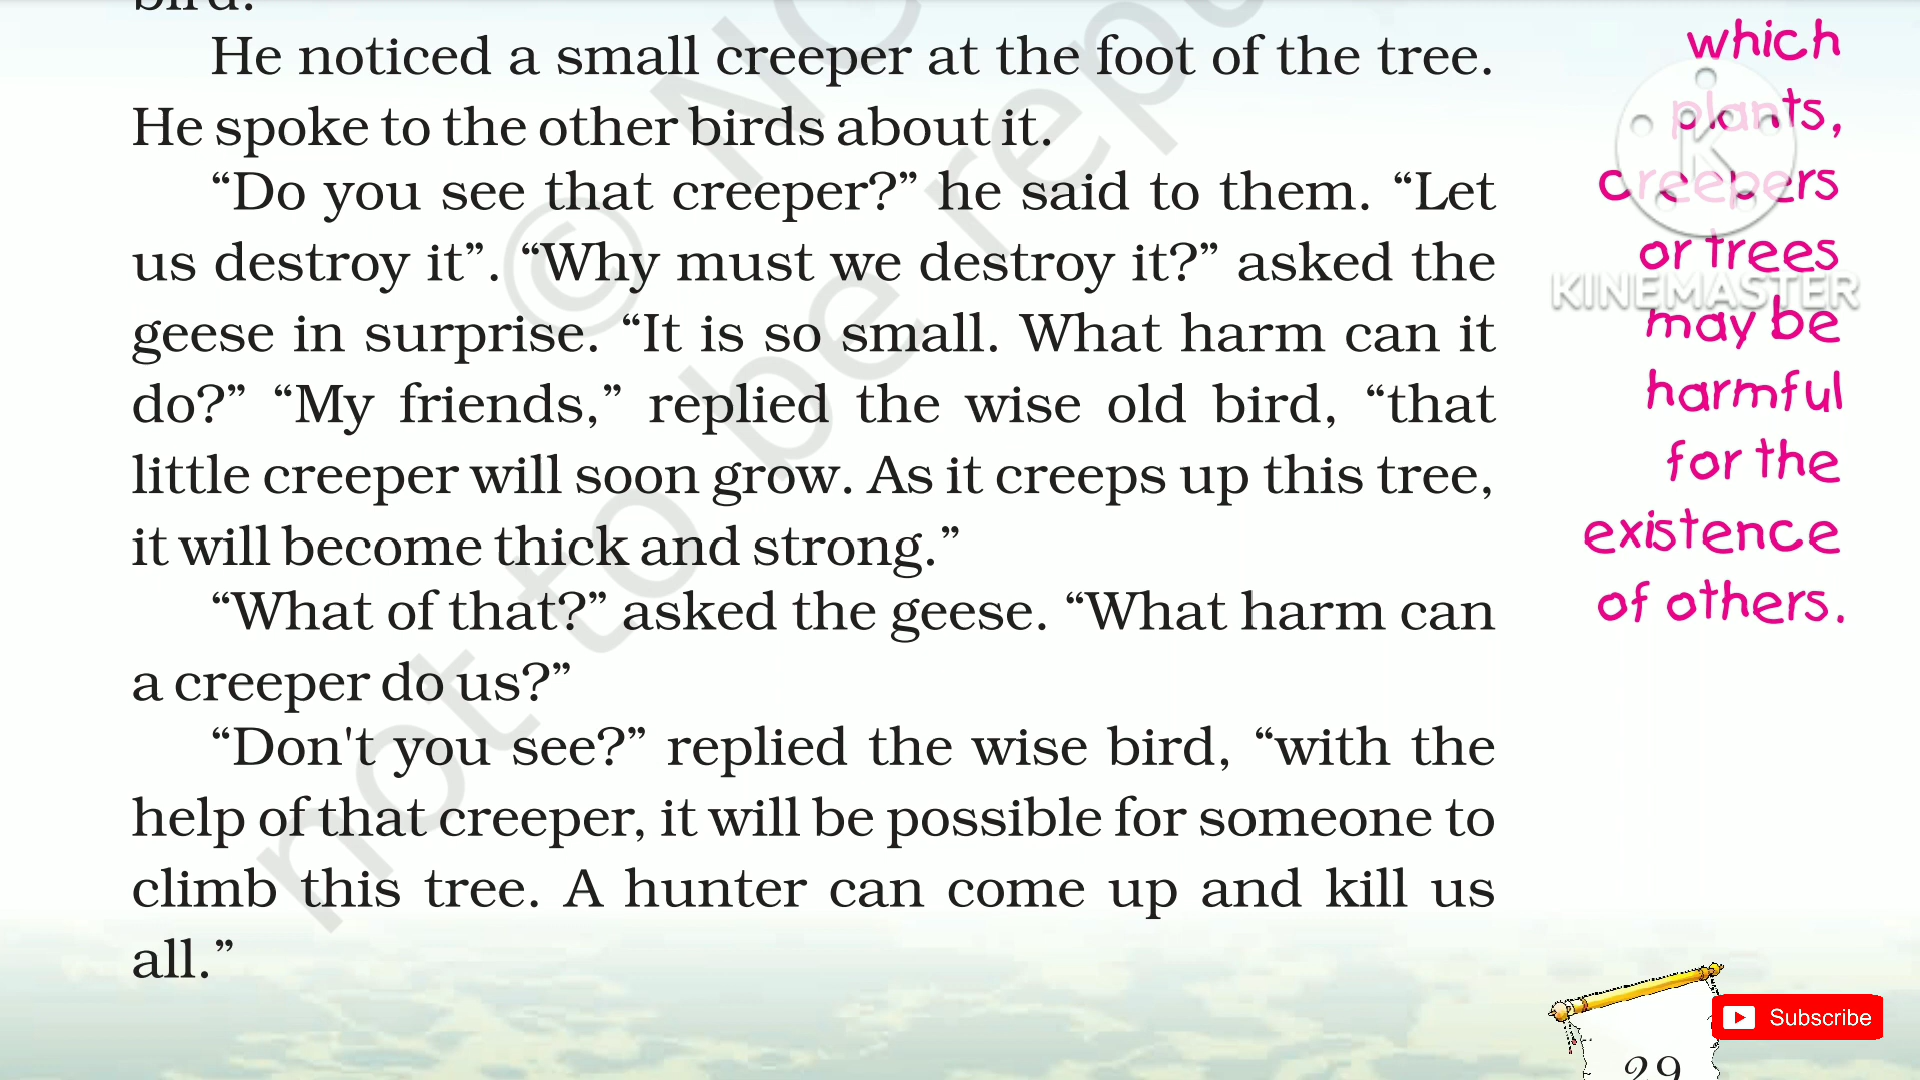 bird.
He noticed a small creeper at the foot of the tree.
He spoke to the other birds about it.
“Do you see that creeper?” he said to them. “Let
us destroy it”. “Why must we destroy it?” asked the
geese in surprise. “It is so small. What harm can it
do?” “My friends,” replied the wise old bird, “that
little creeper will soon grow. As it creeps up this tree,
it will become thick and strong.”
“What of that?” asked the geese. “What harm can
a creeper do us?”
“Don't you see?” replied the wise bird, “with the
help of that creeper, it will be possible for someone to
climb this tree. A hunter can come up and kill us
all.”
which
plants,
creepers
or trees
may be
harmful
for the
existence
of others.
K
KINEMASTER
not to be repu
© NC
29
Subscribe